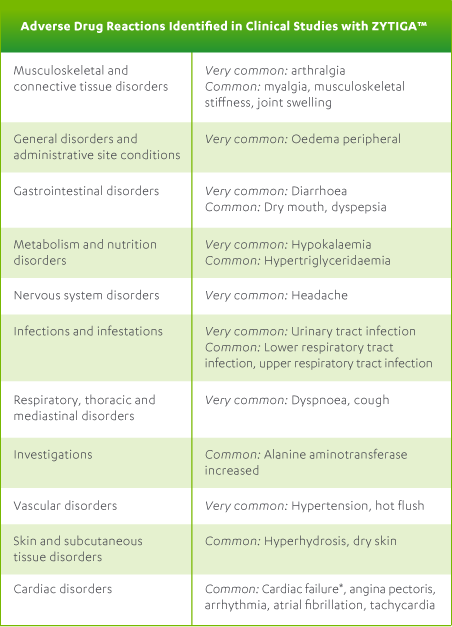 Adverse Drug Reactions Identified in Clinical Studies with ZYTIGA™
Musculoskeletal and
connective tissue disorders
Very common: arthralgia
Common: myalgia, musculoskeletal
stiffness, joint swelling
General disorders and
administrative site conditions
Very common: Oedema peripheral
Gastrointestinal disorders
Very common: Diarrhoea
Common: Dry mouth, dyspepsia
Metabolism and nutrition
disorders
Very common: Hypokalaemia
Common: Hypertriglyceridaemia
Nervous system disorders
Very common: Headache
Infections and infestations
Very common: Urinary tract infection
Common: Lower respiratory tract
infection, upper respiratory tract infection
Respiratory, thoracic and
mediastinal disorders
Very common: Dyspnoea, cough
Investigations
Common: Alanine aminotransferase
increased
Vascular disorders
Very common: Hypertension, hot flush
Skin and subcutaneous
tissue disorders
Common: Hyperhydrosis, dry skin
Cardiac disorders
Common: Cardiac failure*, angina pectoris,
arrhythmia, atrial fibrillation, tachycardia